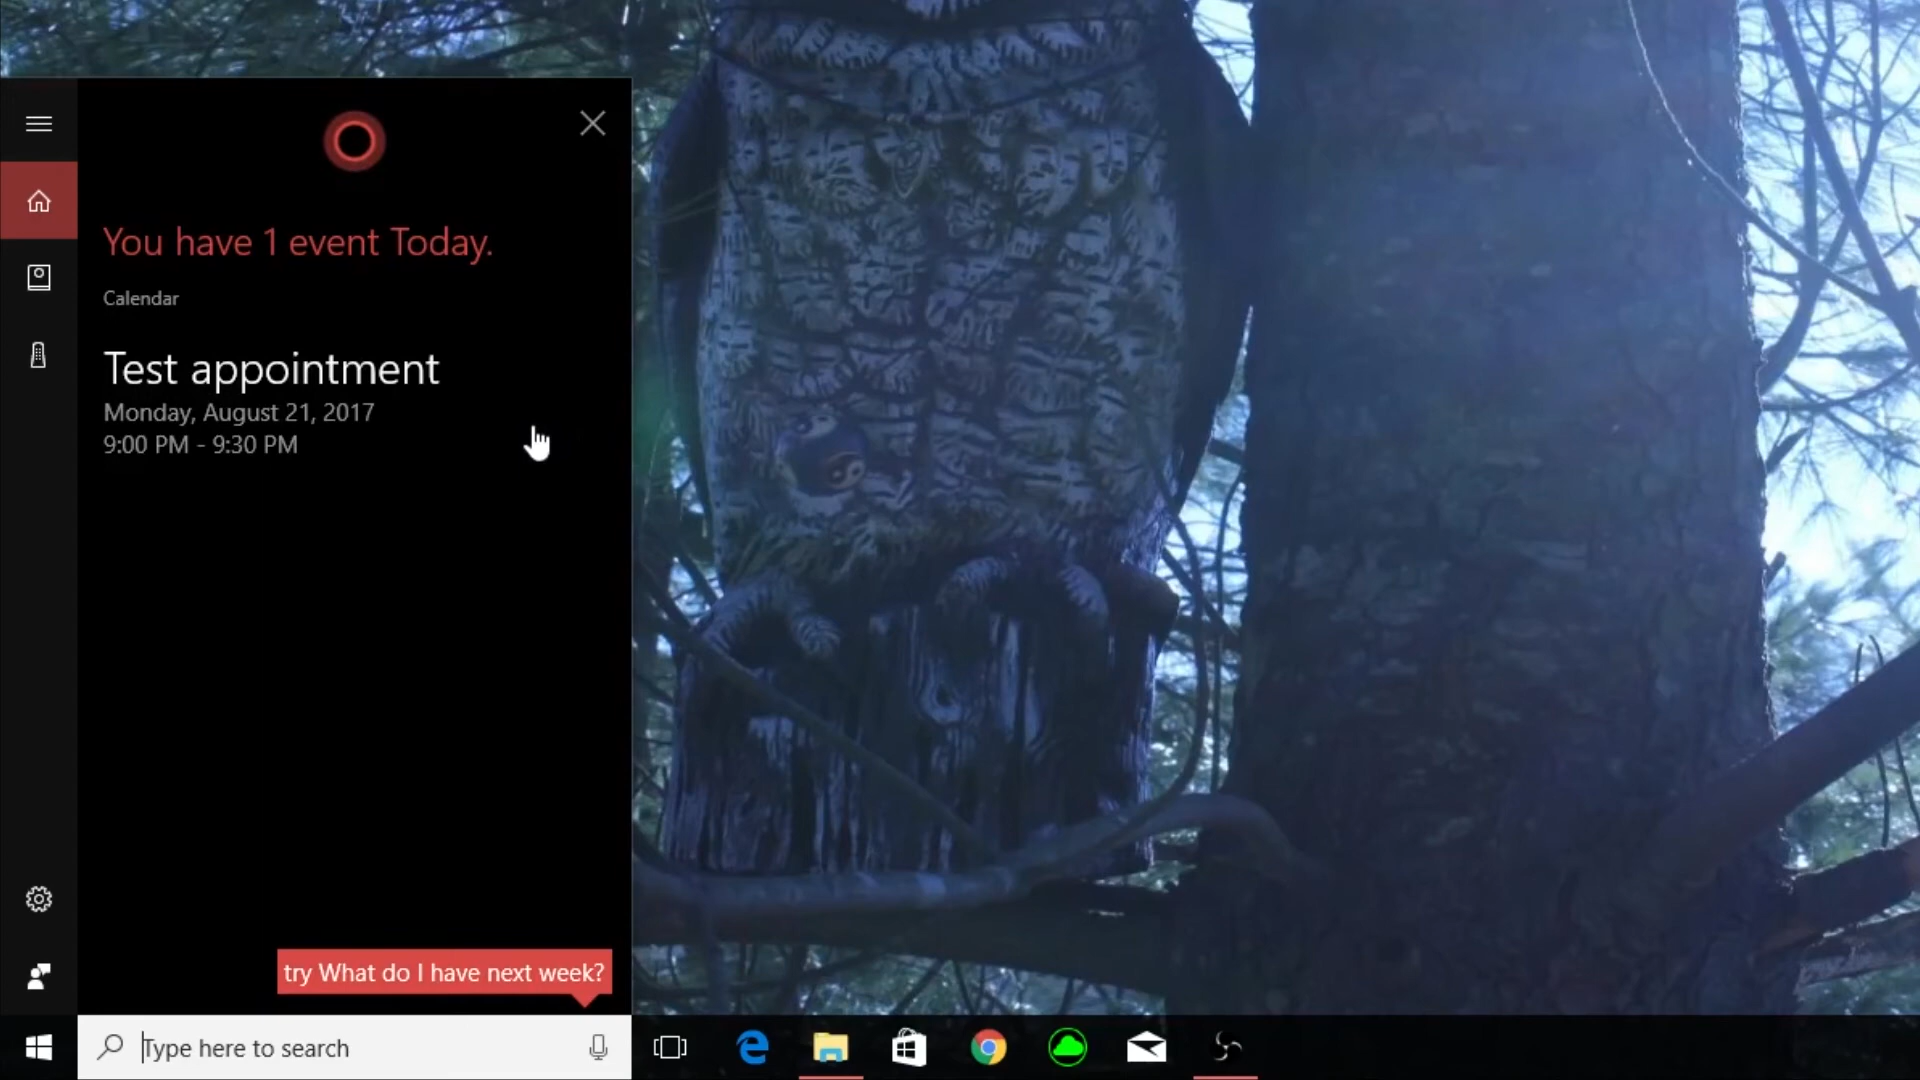 You have 1 event Today.
Calendar
Test appointment
Monday, August 21, 2017
9:00 PM - 9:30 PM
try What do I have next week?
Type here to search